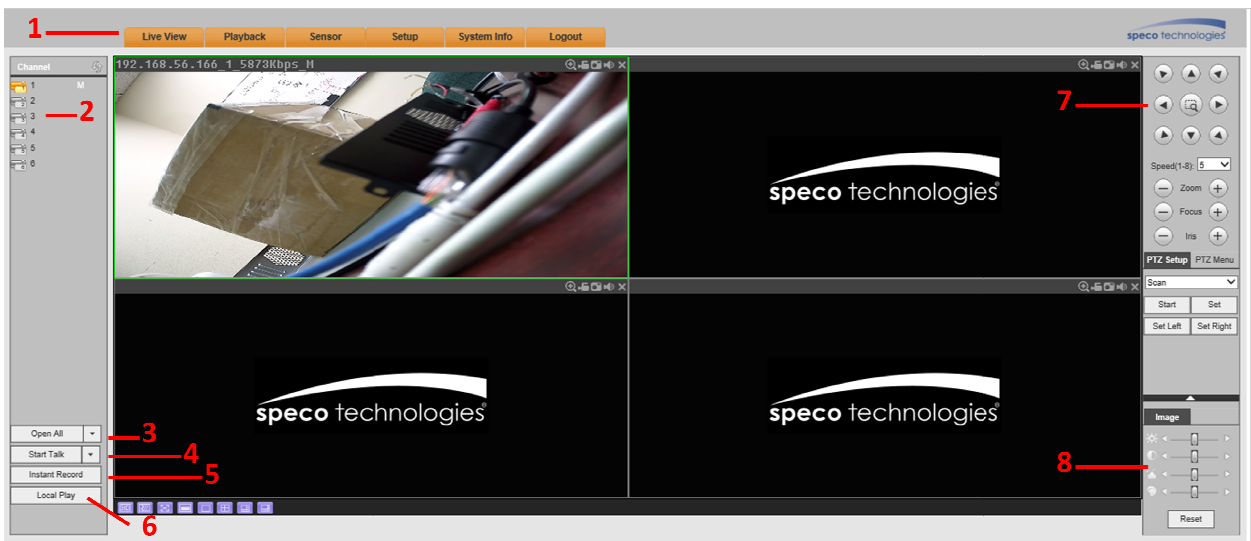 1
Live View
Playback
Sensor
Setup
System Info
Logout
speco technologies
Channel
1 M
2
3
4
5
6
2
192.168.56.166_1_5873Kbps_M
speco technologies®
speco technologies®
speco technologies®
7
Speed(1-8): 5
Zoom
Focus
Iris
PTZ Setup
PTZ Menu
Scan
Start
Set
Set Left
Set Right
Image
8
Reset
Open All
3
Start Talk
4
Instant Record
5
Local Play
6